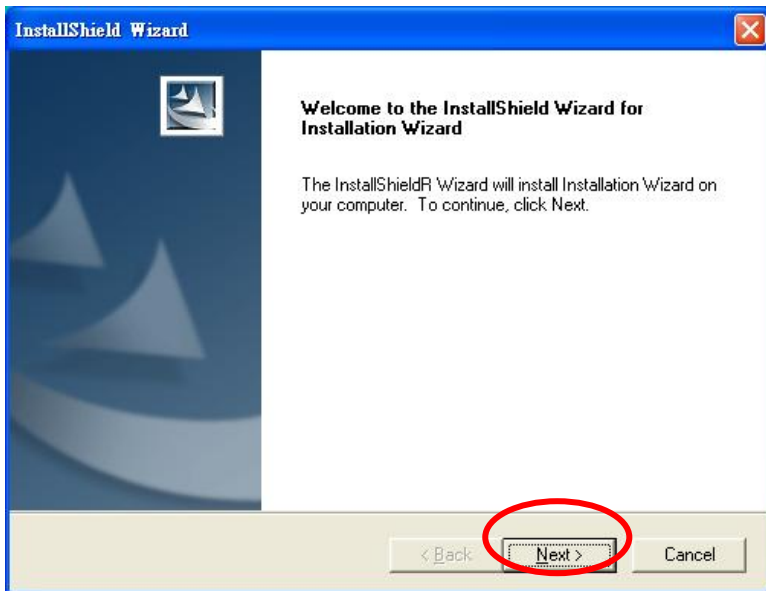 InstallShield Wizard
Welcome to the InstallShield Wizard for
Installation Wizard
The InstallShieldR Wizard will install Installation Wizard on
your computer. To continue, click Next.
< Back
Next >
Cancel